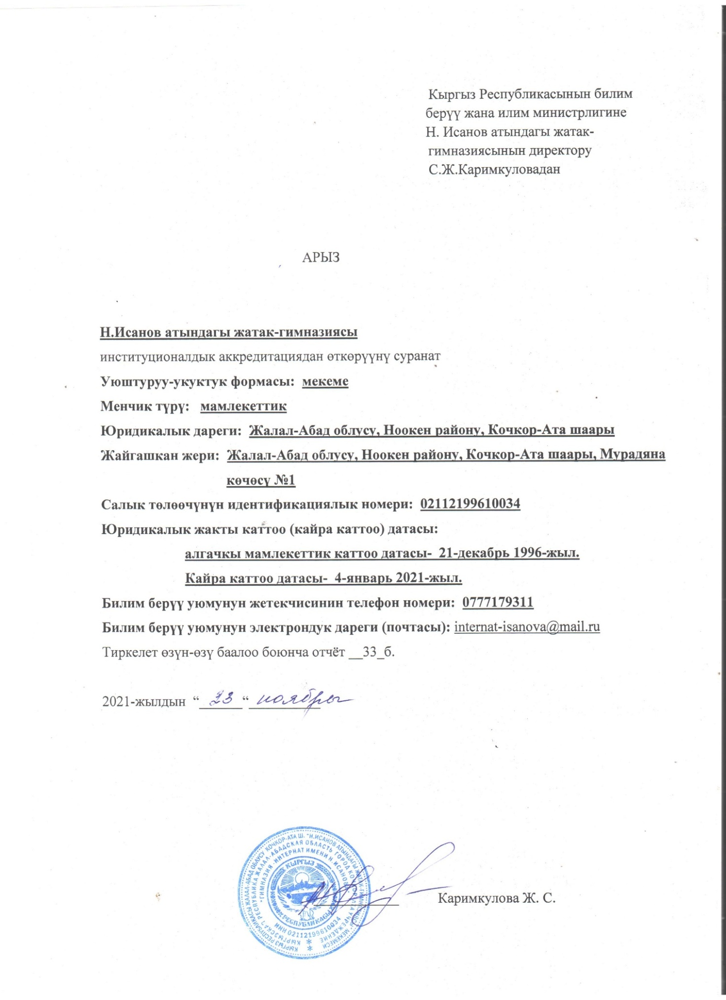 Кыргыз Республикасынын билим
берүү жана илим министрлигине
Н. Исанов атындагы жатак-
гимназиясынын директору
С.Ж.Каримкуловадан
АРЫЗ
Н.Исанов атындагы жатак-гимназиясы
институционалдык аккредитациядан өткөрүүнү суранат
Уюштуруу-укуктук формасы: мекеме
Менчик түрү: мамлекеттик
Юридикалык дареги: Жалал-Абад облусу, Ноокен району, Кочкор-Ата шаары
Жайгашкан жери: Жалал-Абад облусу, Ноокен району, Кочкор-Ата шаары, Мурадяна
көчөсү №1
Салык төлөөчүнүн идентификациялык номери: 02112199610034
Юридикалык жакты каттоо (кайра каттоо) датасы:
алгачкы мамлекеттик каттоо датасы- 21-декабрь 1996-жыл.
Кайра каттоо датасы- 4-январь 2021-жыл.
Билим берүү уюмунун жетекчисинин телефон номери: 0777179311
Билим берүү уюмунун электрондук дареги (почтасы): internat-isanova@mail.ru
Тиркелет өзүн-өзү баалоо боюнча отчёт __33_б.
2021-жылдын “ 23 “ ноябры
КЫРГЫЗ РЕСПУБЛИКАСЫ ЖАЛАЛ-АБАД ОБЛУСУ КОЧКОР-АТА Ш. "Н.ИСАНОВ АТЫНДАГЫ ЖАТАК-ГИМНАЗИЯСЫ" МЕКЕМЕСИ
КЫРГЫЗСКАЯ РЕСПУБЛИКА ЖАЛАЛ-АБАДСКАЯ ОБЛАСТЬ ГОРОД КОЧКОР-АТА УЧРЕЖДЕНИЕ
"ГИМНАЗИЯ-ИНТЕРНАТ ИМЕНИ Н ИСАНОВА"
ИНН 02112199610034
КЫРГЫЗ РЕСПУБЛИКАСЫ
Каримкулова Ж. С.